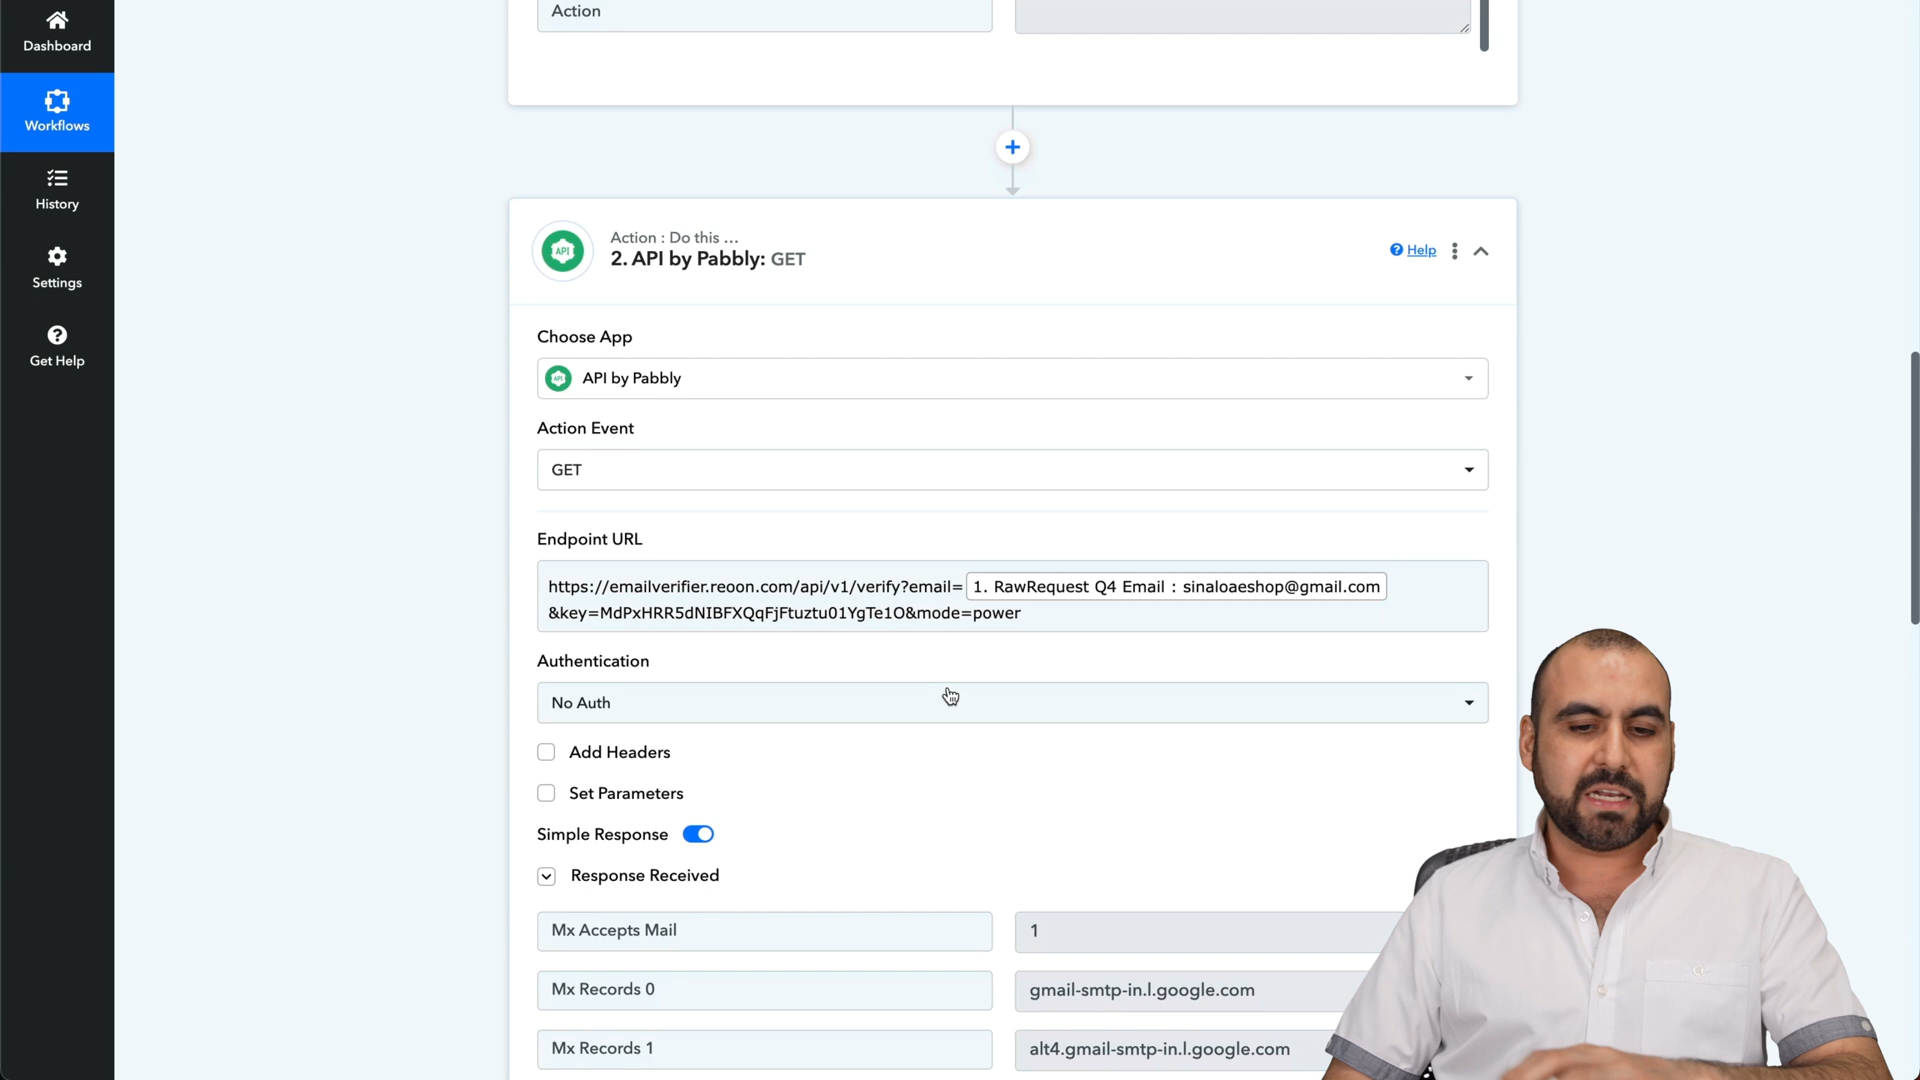 Dashboard
Workflows
History
Settings
Get Help
Action
Action : Do this ...
2. API by Pabbly: GET
Help
Choose App
API by Pabbly
Action Event
GET
Endpoint URL
https://emailverifier.reoon.com/api/v1/verify?email= 1. RawRequest Q4 Email : sinaloaeshop@gmail.com
&key=MdPxHRR5dNIBFXQqFjFtuztu01YgTe1O&mode=power
Authentication
No Auth
Add Headers
Set Parameters
Simple Response
Response Received
Mx Accepts Mail 1
Mx Records 0 gmail-smtp-in.l.google.com
Mx Records 1 alt4.gmail-smtp-in.l.google.com